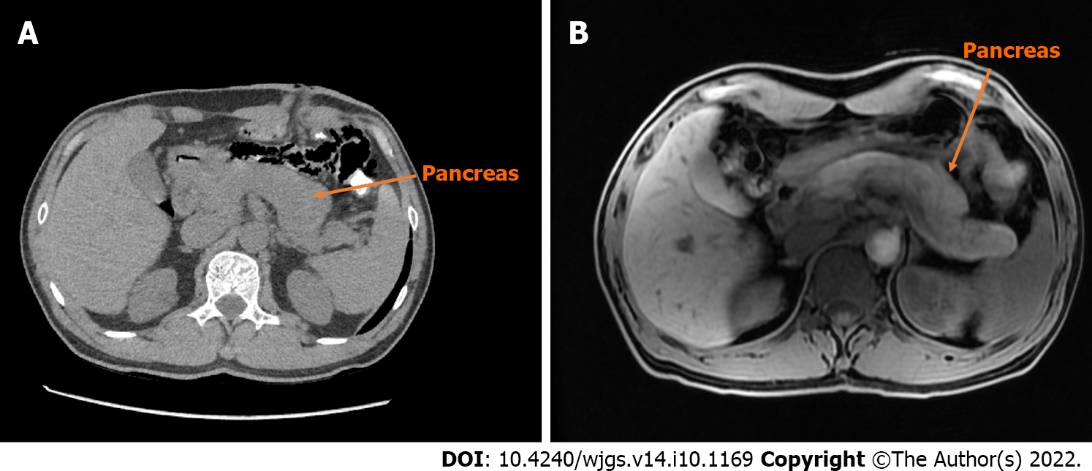 A
B
Pancreas
Pancreas
DOI: 10.4240/wjgs.v14.i10.1169 Copyright ©The Author(s) 2022.